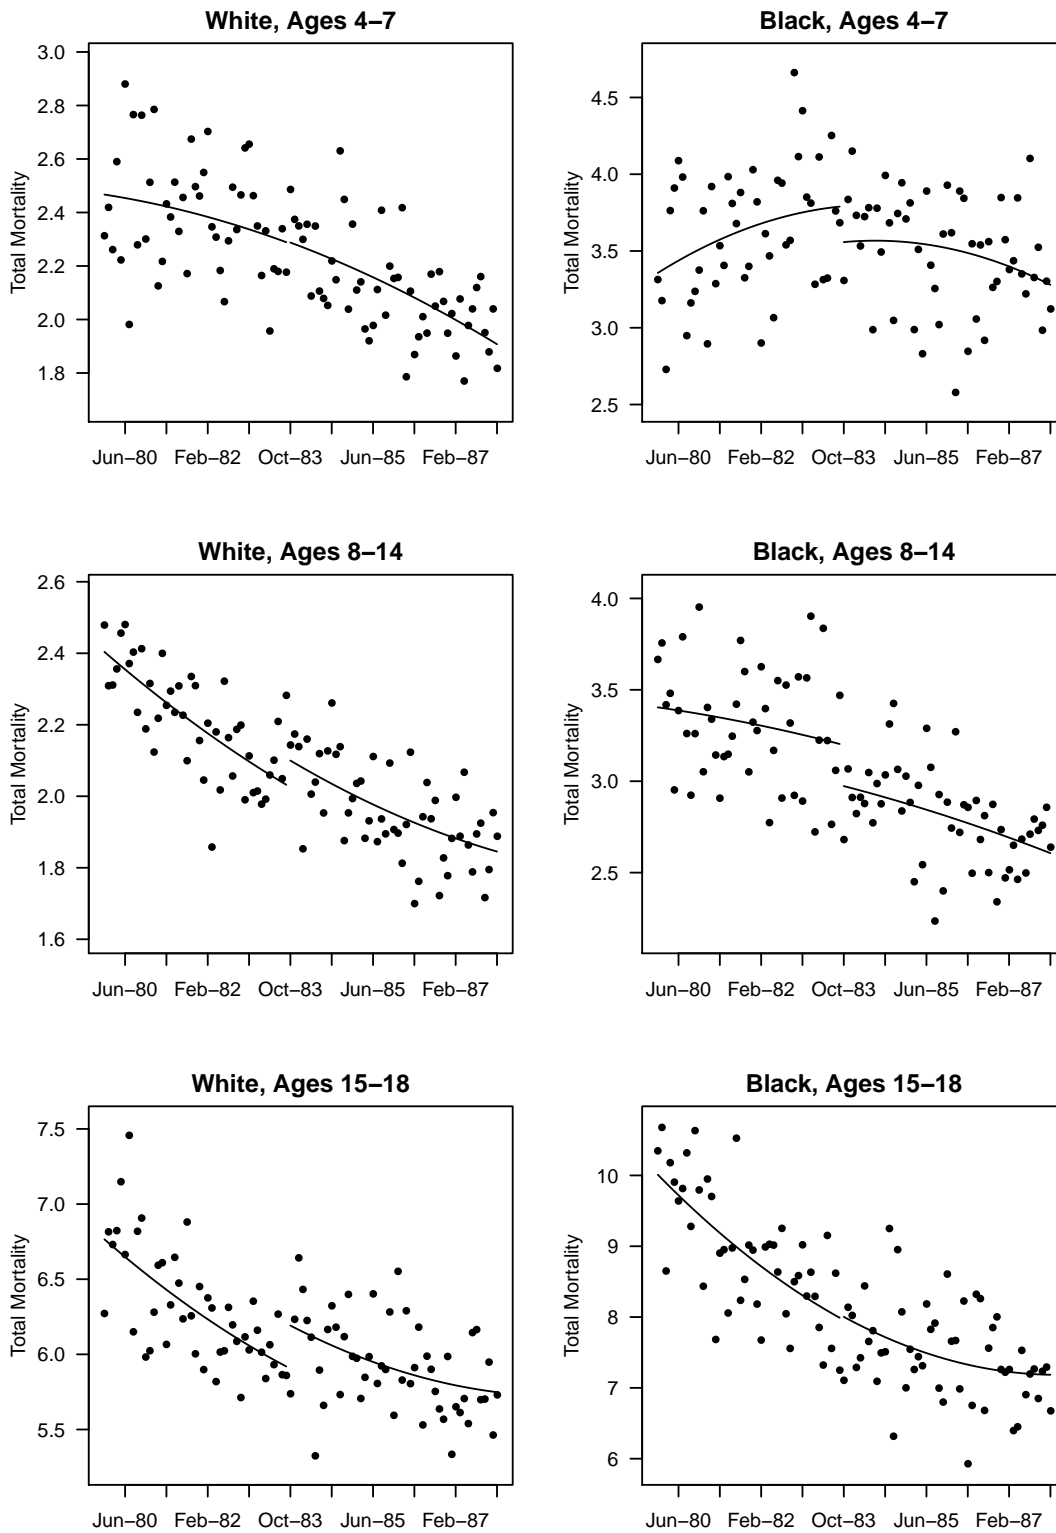 White, Ages 4−7
Total Mortality
3.0
2.8
2.6
2.4
2.2
2.0
1.8
Jun−80 Feb−82 Oct−83 Jun−85 Feb−87
Black, Ages 4−7
Total Mortality
4.5
4.0
3.5
3.0
2.5
Jun−80 Feb−82 Oct−83 Jun−85 Feb−87
White, Ages 8−14
Total Mortality
2.6
2.4
2.2
2.0
1.8
1.6
Jun−80 Feb−82 Oct−83 Jun−85 Feb−87
Black, Ages 8−14
Total Mortality
4.0
3.5
3.0
2.5
Jun−80 Feb−82 Oct−83 Jun−85 Feb−87
White, Ages 15−18
Total Mortality
7.5
7.0
6.5
6.0
5.5
Jun−80 Feb−82 Oct−83 Jun−85 Feb−87
Black, Ages 15−18
Total Mortality
10
9
8
7
6
Jun−80 Feb−82 Oct−83 Jun−85 Feb−87